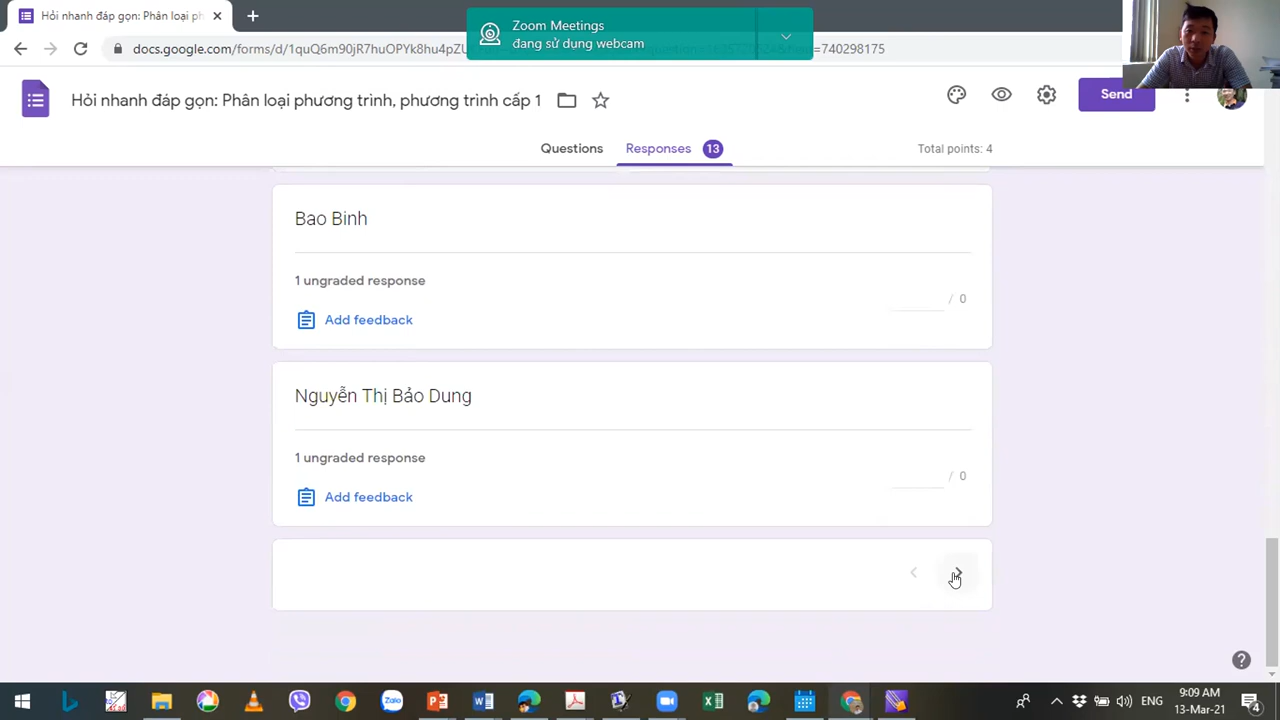 Hỏi nhanh đáp gọn: Phân loại ph
Zoom Meetings
đang sử dụng webcam
docs.google.com/forms/d/1quQ6m90jR7huOPYk8hu4pZU
=740298175
Hỏi nhanh đáp gọn: Phân loại phương trình, phương trình cấp 1
Send
Questions
Responses 13
Total points: 4
Bao Binh
1 ungraded response
/ 0
Add feedback
Nguyễn Thị Bảo Dung
1 ungraded response
/ 0
Add feedback
Zalo
ENG
9:09 AM
13-Mar-21
4